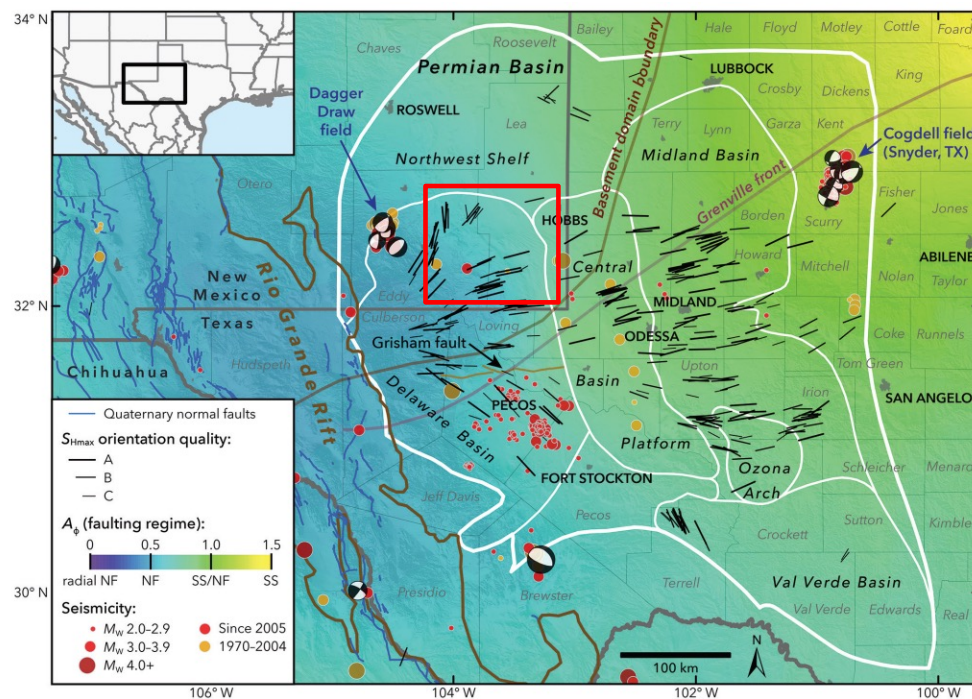 34° N
32° N
30° N
106°W
104°W
102°W
100°W
Chaves
Roosevelt
Bailey
Hale
Floyd
Motley
Cottle
Foard
Permian Basin
LUBBOCK
King
Dagger
Draw
field
ROSWELL
Basement domain boundary
Crosby
Dickens
Lea
Terry
Lynn
Garza
Kent
Cogdell field
(Snyder, TX)
Northwest Shelf
Midland Basin
Otero
Grenville front
Fisher
Jones
HOBBS
Borden
Scurry
Central
Howard
Mitchell
ABILENE
Nolan
Taylor
New
Mexico
Eddy
Texas
Culberson
Loving
MIDLAND
Rio Grande Rift
Grisham fault
ODESSA
Coke
Runnels
Hudspeth
Chihuahua
Upton
Tom Green
Delaware Basin
PECOS
Basin
Irion
SAN ANGELO
Platform
Ozona
Arch
Schleicher
Menard
FORT STOCKTON
Jeff Davis
Pecos
Crockett
Sutton
Kimble
Val Verde Basin
Presidio
Brewster
Terrell
Val Verde
Edwards
Real
N
100 km
Quaternary normal faults
SHmax orientation quality:
A
B
C
Aϕ (faulting regime):
0
0.5
1.0
1.5
radial NF
NF
SS/NF
SS
Seismicity:
Mw 2.0–2.9
Mw 3.0–3.9
Mw 4.0+
Since 2005
1970–2004